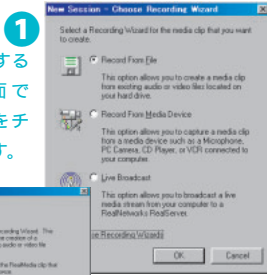 1
する
面で
をチ
す。
New Session - Choose Recording Wizard
Select a Recording Wizard for the media clip that you want
to create.
Record From File
This option allows you to create a media clip
from existing audio or video files located on
your hard drive.
Record From Media Device
This option allows you to capture a media clip
from a media device such as a Microphone,
PC Camera, CD Player, or VCR connected to
your computer.
Live Broadcast
This option allows you to broadcast a live
media stream from your computer to a
RealNetworks RealServer.
se Recording Wizards
OK
Cancel
ecording Wizard. This
e creation of a
audio or video file
the RealMedia clip that